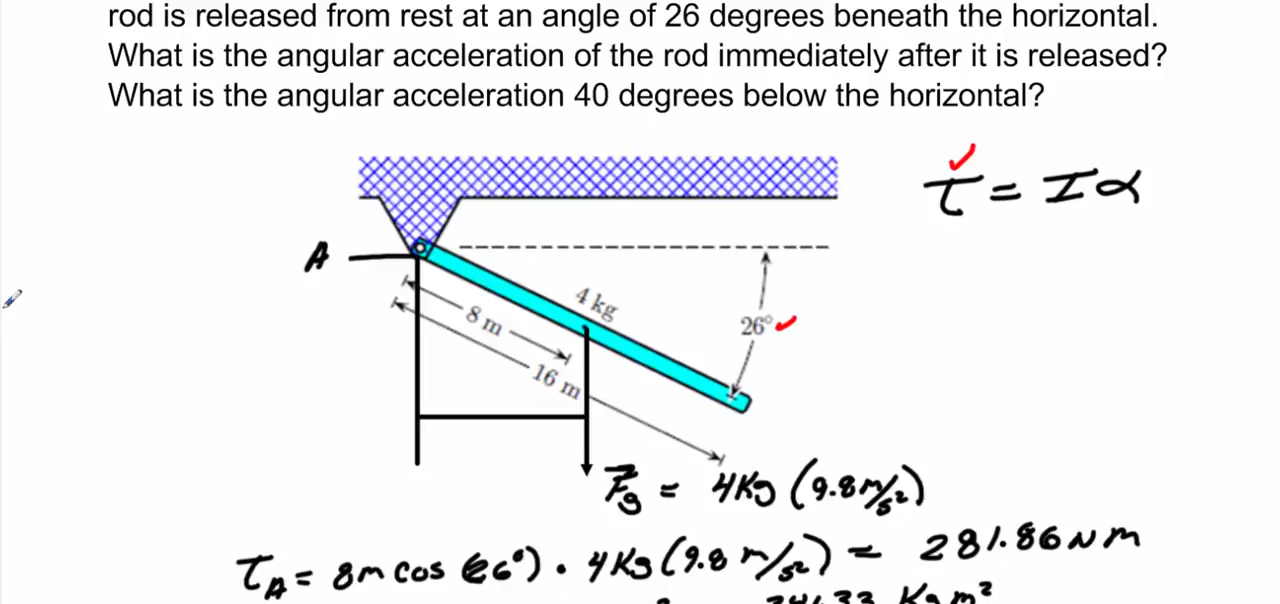 rod is released from rest at an angle of 26 degrees beneath the horizontal.
What is the angular acceleration of the rod immediately after it is released?
What is the angular acceleration 40 degrees below the horizontal?
τ = Iα
A
4 kg
8 m
26°
16 m
Fg = 4Kg (9.8 m/s²)
τA = 8m cos (26°) · 4Kg (9.8 m/s²) = 281.86 Nm
Kgm²